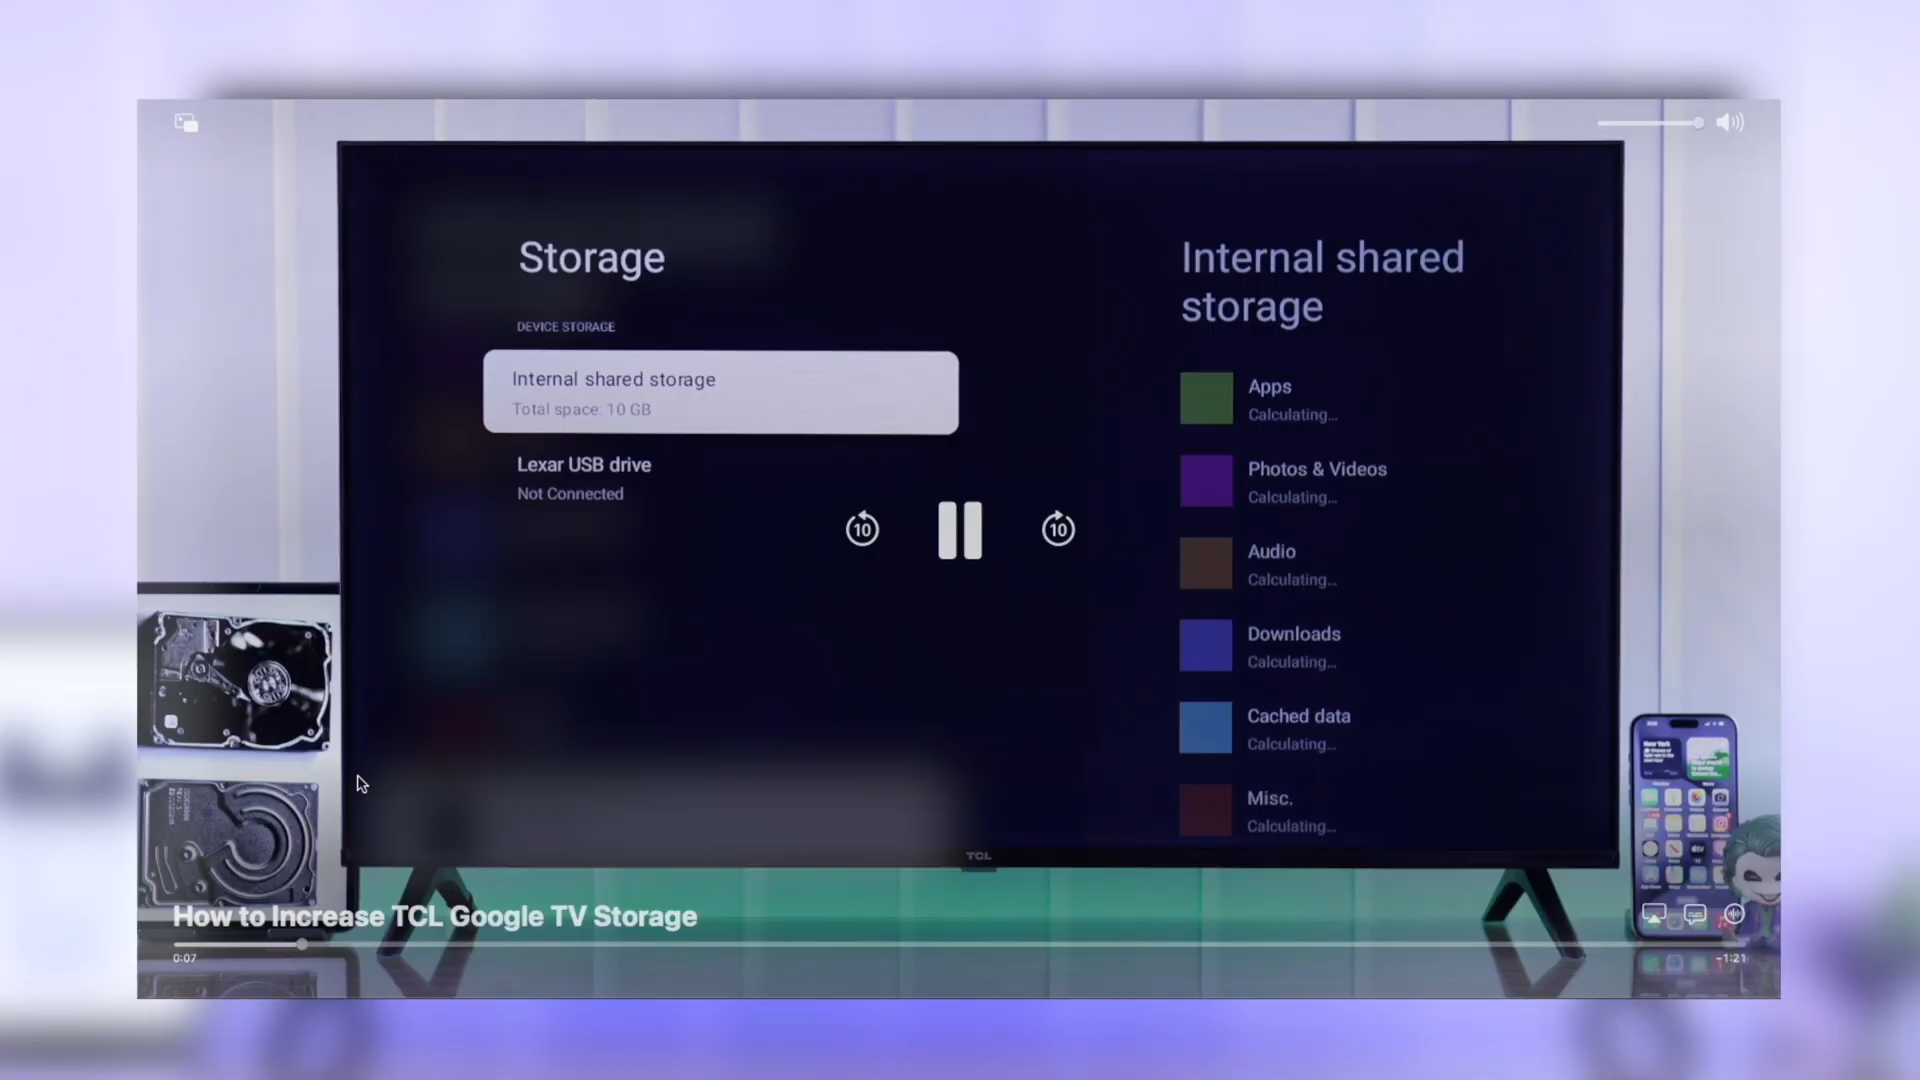 Storage
DEVICE STORAGE
Internal shared storage
Total space: 10 GB
Lexar USB drive
Not Connected
10
10
Internal shared
storage
Apps
Calculating...
Photos & Videos
Calculating...
Audio
Calculating...
Downloads
Calculating...
Cached data
Calculating...
Misc.
Calculating...
TCL
How to Increase TCL Google TV Storage
0:07
-1:21